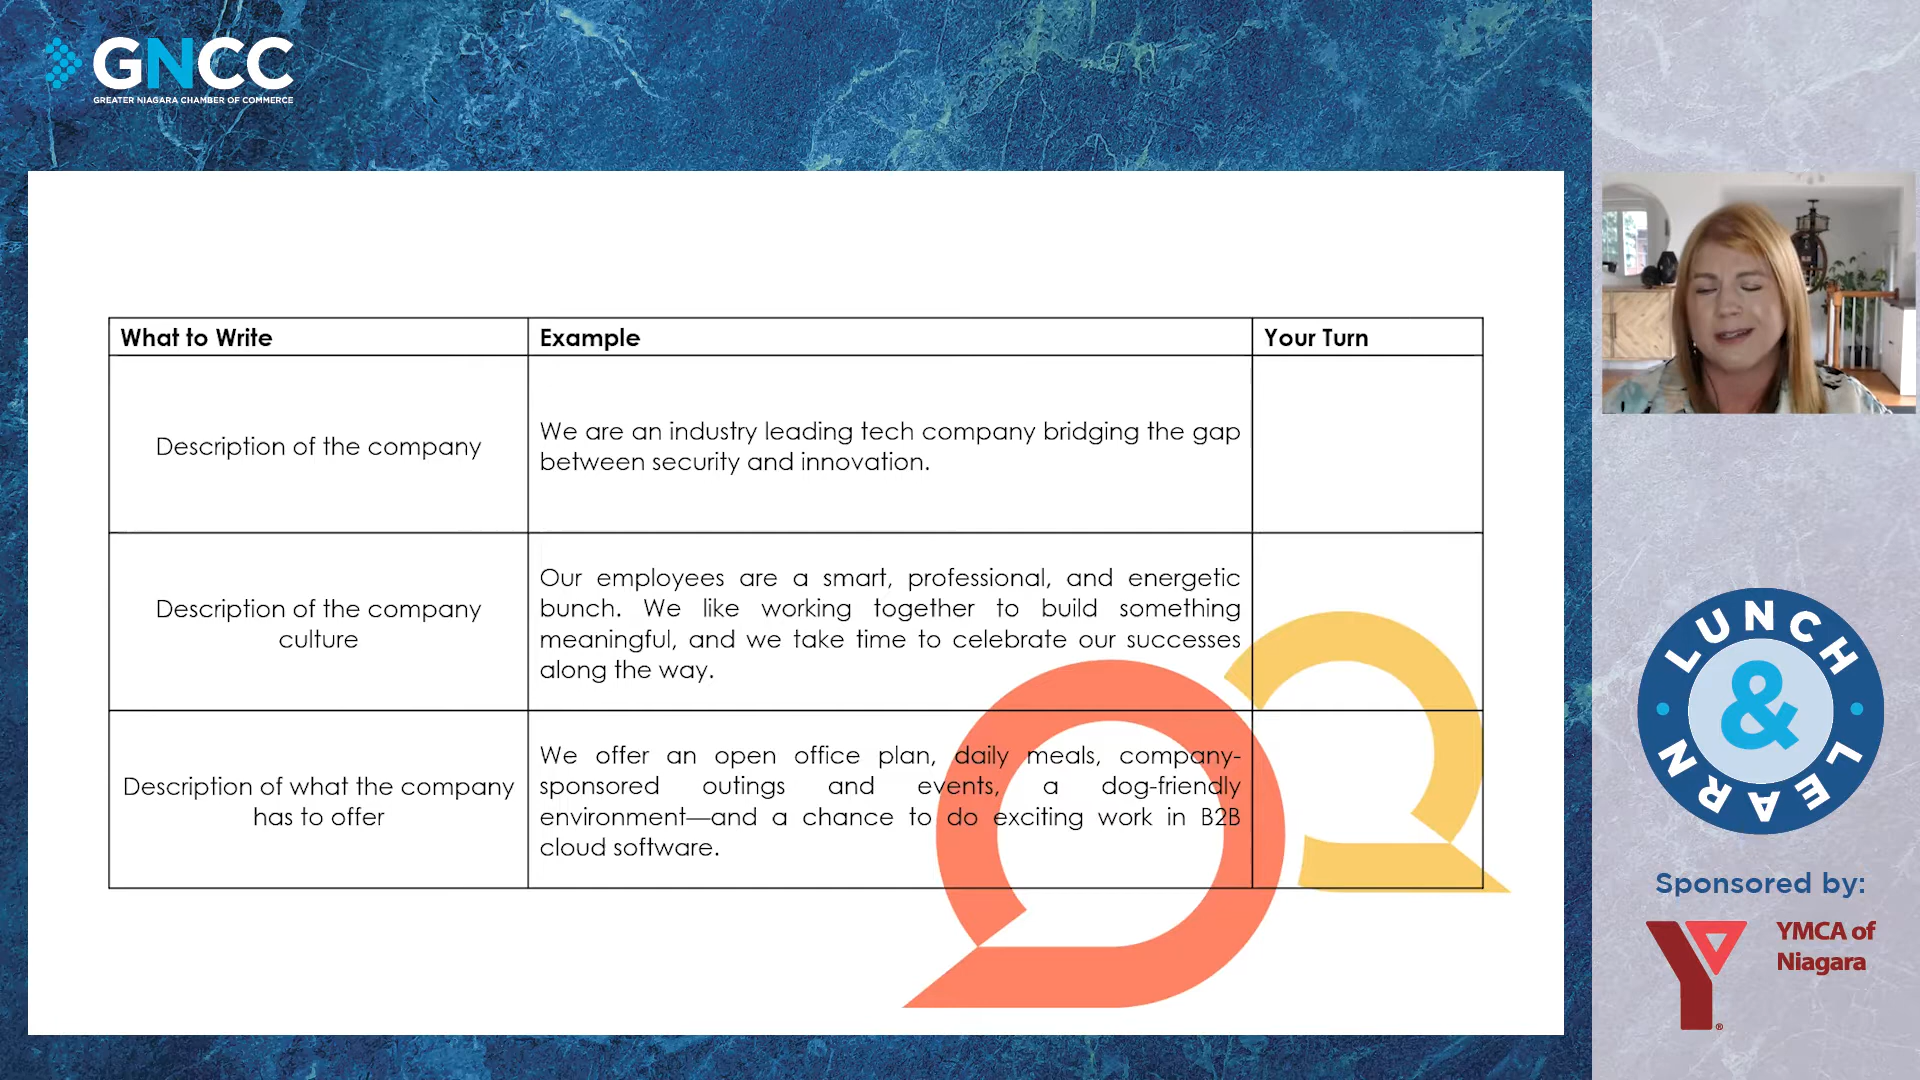 GNCC
GREATER NIAGARA CHAMBER OF COMMERCE
What to Write
Example
Your Turn
Description of the company
We are an industry leading tech company bridging the gap
between security and innovation.
Description of the company
culture
Our employees are a smart, professional, and energetic
bunch. We like working together to build something
meaningful, and we take time to celebrate our successes
along the way.
Description of what the company
has to offer
We offer an open office plan, daily meals, company-
sponsored outings and events, a dog-friendly
environment—and a chance to do exciting work in B2B
cloud software.
LUNCH
&
LEARN
Sponsored by:
YMCA of
Niagara